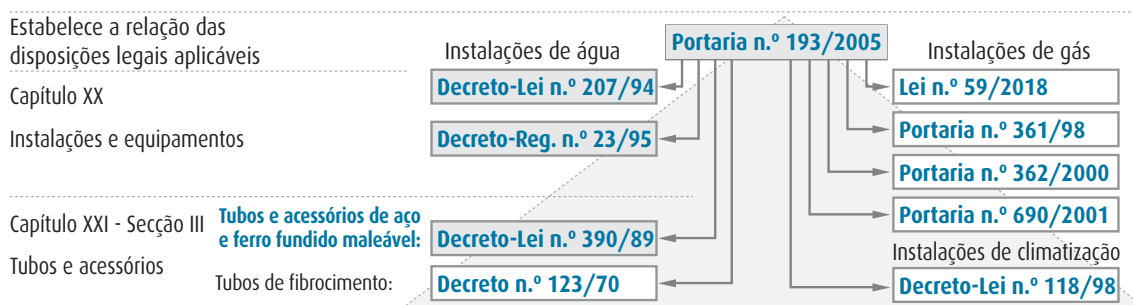 Estabelece a relação das
disposições legais aplicáveis
Portaria n.º 193/2005
Instalações de água
Instalações de gás
Capítulo XX
Instalações e equipamentos
Decreto-Lei n.º 207/94
Decreto-Reg. n.º 23/95
Lei n.º 59/2018
Portaria n.º 361/98
Portaria n.º 362/2000
Portaria n.º 690/2001
Capítulo XXI - Secção III
Tubos e acessórios
Tubos e acessórios de aço
e ferro fundido maleável:
Decreto-Lei n.º 390/89
Tubos de fibrocimento:
Decreto n.º 123/70
Instalações de climatização
Decreto-Lei n.º 118/98